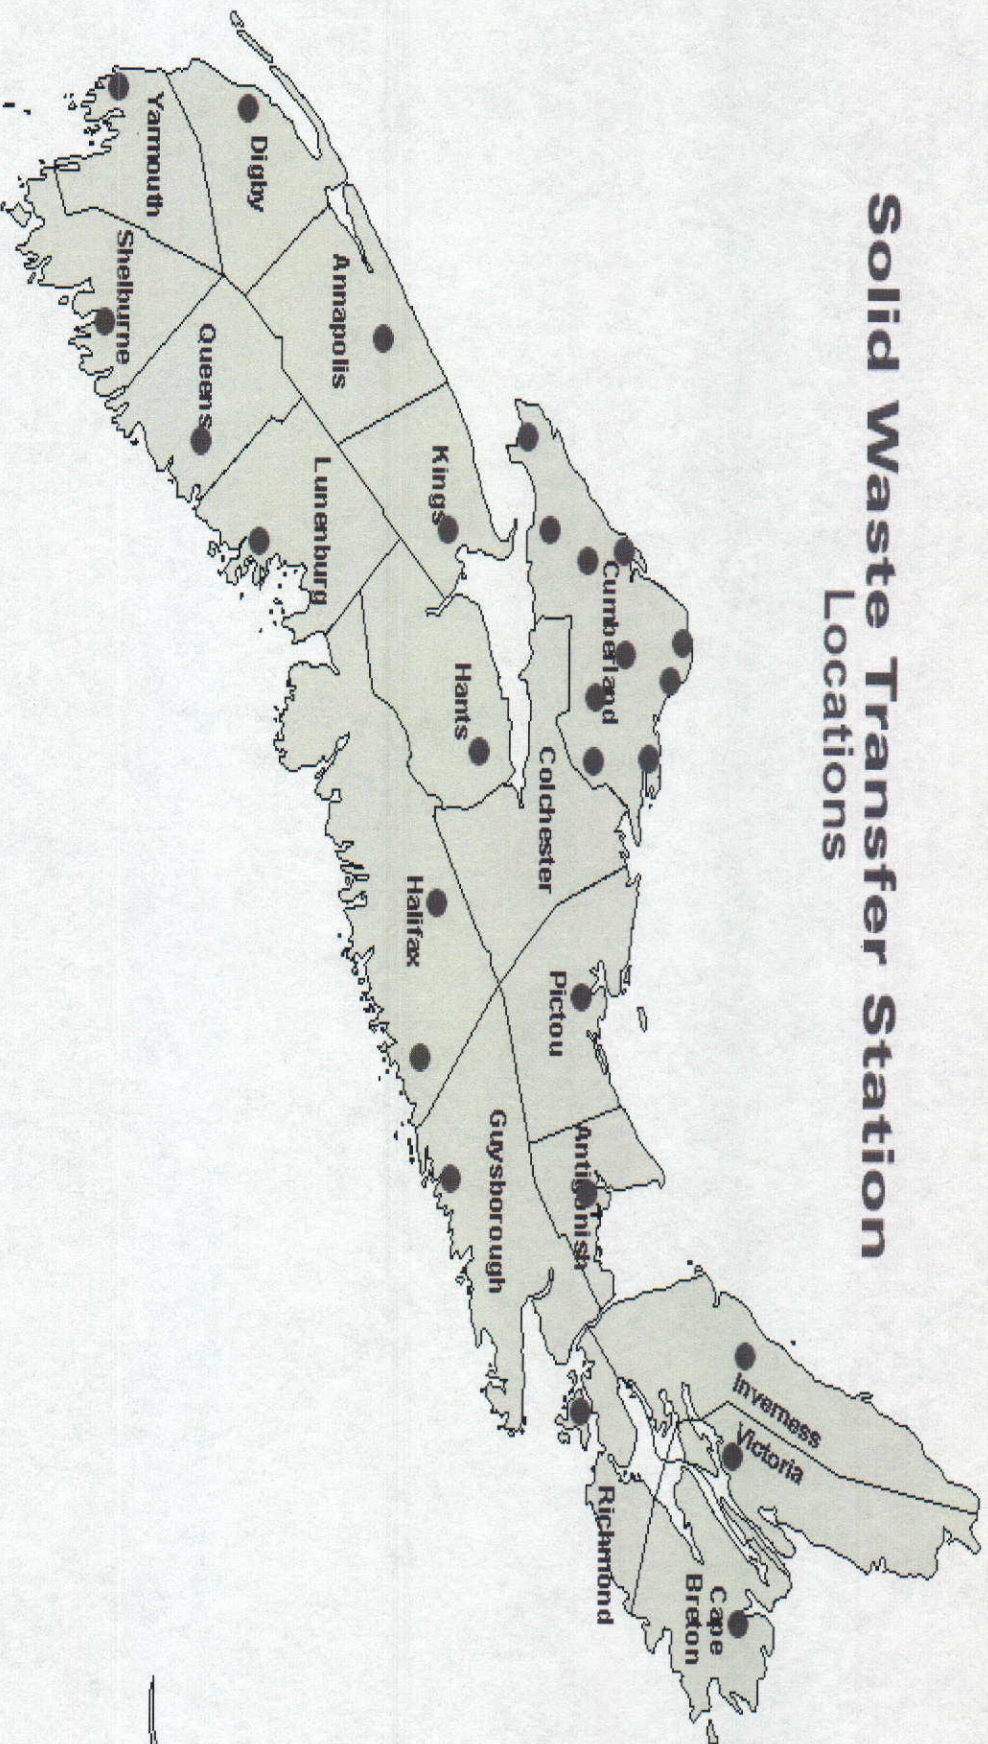 Solid Waste Transfer Station
Locations
Inverness
Victoria
Cape
Breton
Richmond
Cumberland
Antigonish
Colchester
Pictou
Guysborough
Hants
Kings
Halifax
Annapolis
Lunenburg
Digby
Queens
Yarmouth
Shelburne